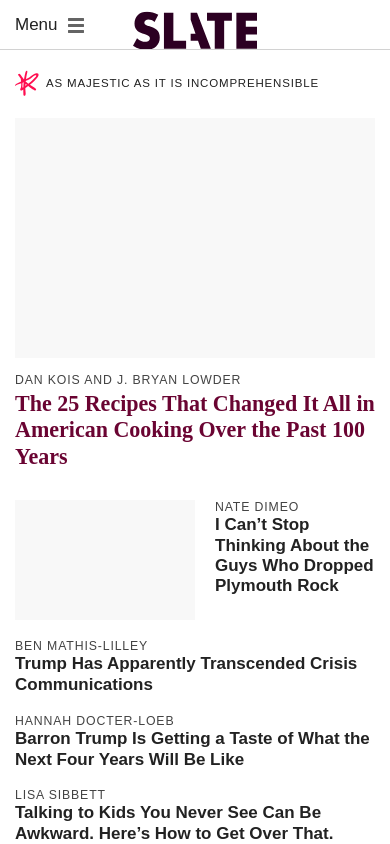 Menu
SLATE
AS MAJESTIC AS IT IS INCOMPREHENSIBLE
DAN KOIS AND J. BRYAN LOWDER
The 25 Recipes That Changed It All in
American Cooking Over the Past 100
Years
NATE DIMEO
I Can’t Stop
Thinking About the
Guys Who Dropped
Plymouth Rock
BEN MATHIS-LILLEY
Trump Has Apparently Transcended Crisis
Communications
HANNAH DOCTER-LOEB
Barron Trump Is Getting a Taste of What the
Next Four Years Will Be Like
LISA SIBBETT
Talking to Kids You Never See Can Be
Awkward. Here’s How to Get Over That.